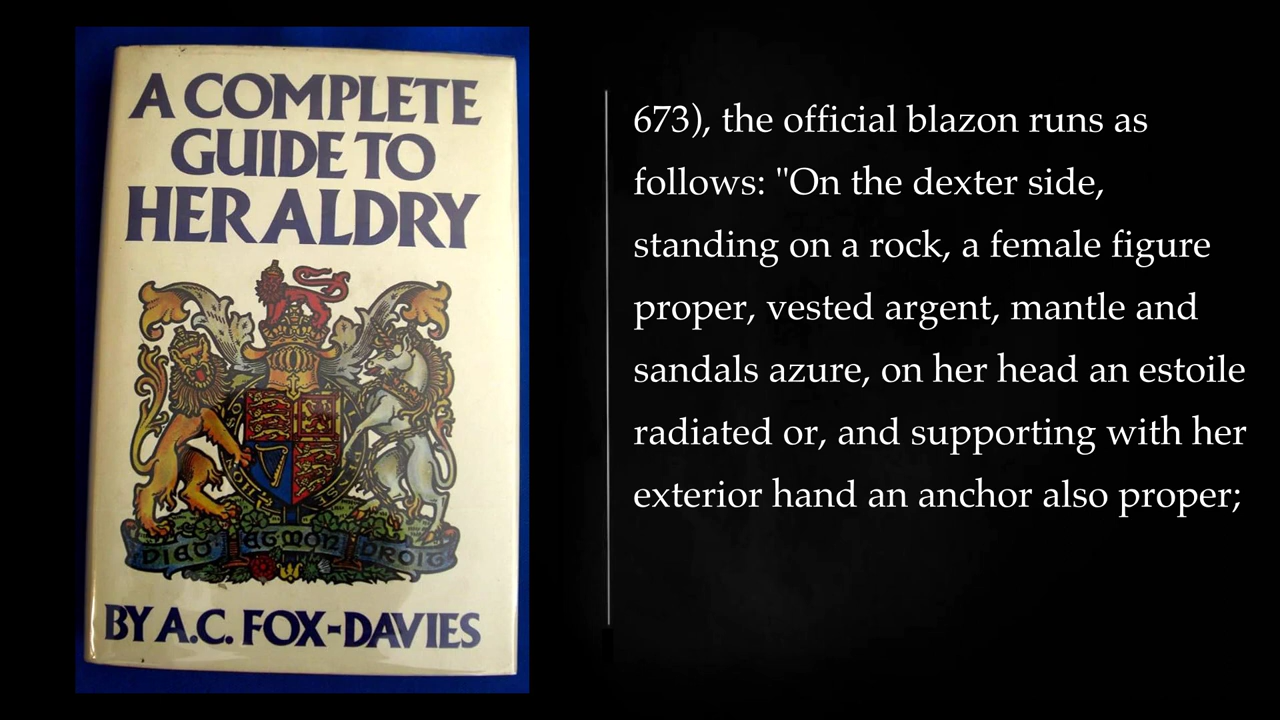 A COMPLETE
GUIDE TO
HERALDRY
DIEU ET MON DROIT
BY A.C. FOX-DAVIES
673), the official blazon runs as
follows: "On the dexter side,
standing on a rock, a female figure
proper, vested argent, mantle and
sandals azure, on her head an estoile
radiated or, and supporting with her
exterior hand an anchor also proper;